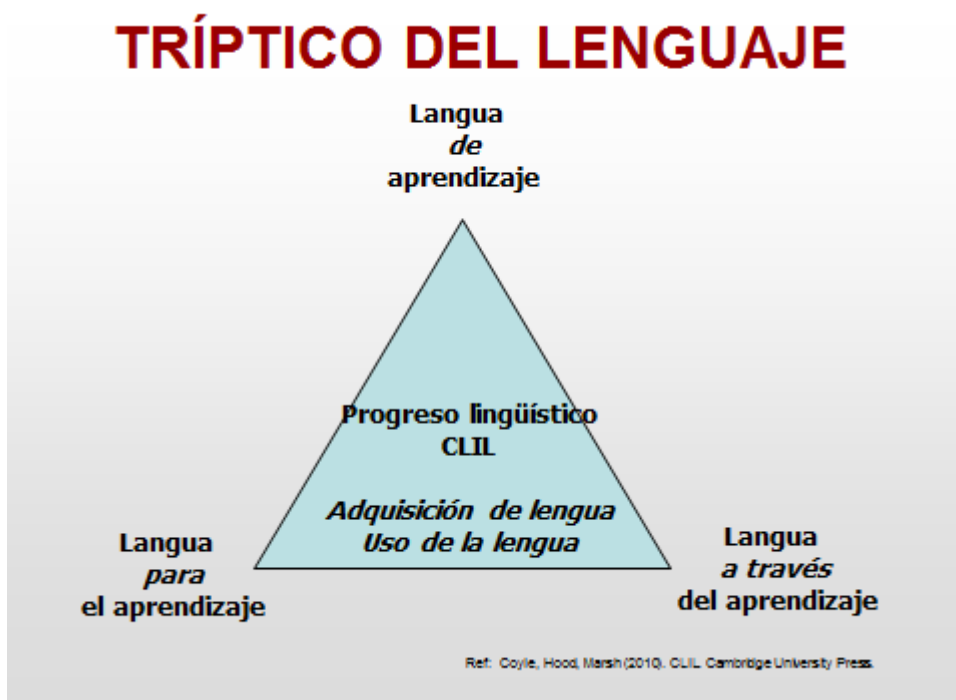 TRÍPTICO DEL LENGUAJE
Langua
de
aprendizaje
Progreso lingüístico
CLIL
Adquisición de lengua
Uso de la lengua
Langua
para
el aprendizaje
Langua
a través
del aprendizaje
Ref: Coyle, Hood, Marsh (2010). CLIL. Cambridge University Press.